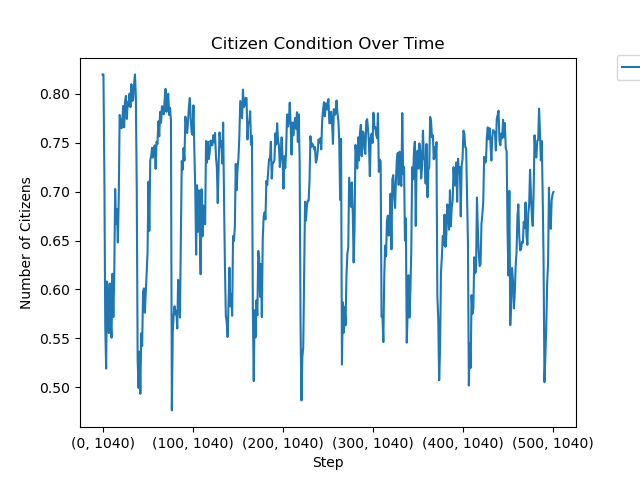 Citizen Condition Over Time
Number of Citizens
0.80
0.75
0.70
0.65
0.60
0.55
0.50
(0, 1040) (100, 1040) (200, 1040) (300, 1040) (400, 1040) (500, 1040)
Step